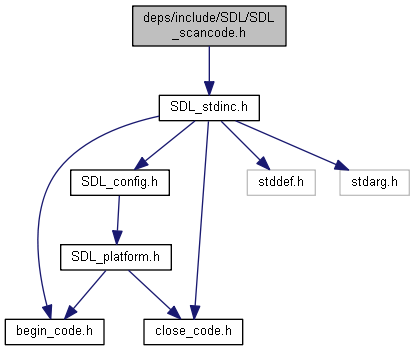 deps/include/SDL/SDL
_scancode.h
SDL_stdinc.h
SDL_config.h
stddef.h
stdarg.h
SDL_platform.h
begin_code.h
close_code.h